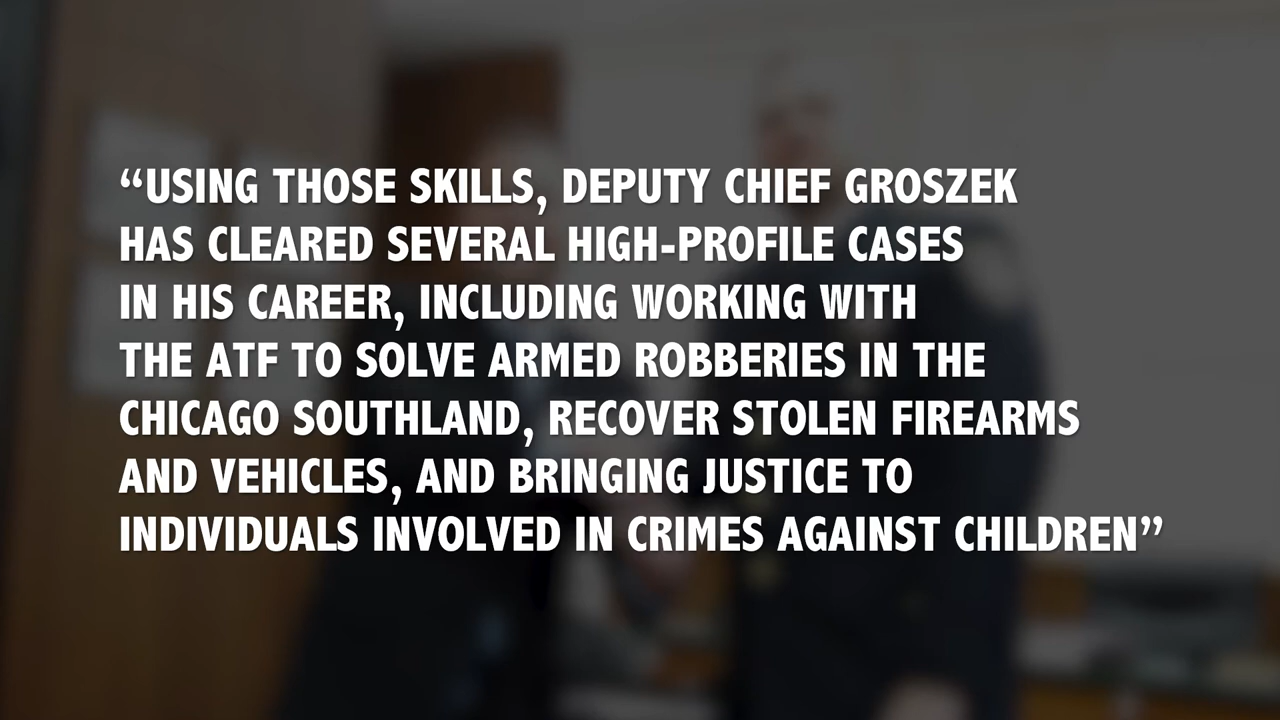 “USING THOSE SKILLS, DEPUTY CHIEF GROSZEK
HAS CLEARED SEVERAL HIGH-PROFILE CASES
IN HIS CAREER, INCLUDING WORKING WITH
THE ATF TO SOLVE ARMED ROBBERIES IN THE
CHICAGO SOUTHLAND, RECOVER STOLEN FIREARMS
AND VEHICLES, AND BRINGING JUSTICE TO
INDIVIDUALS INVOLVED IN CRIMES AGAINST CHILDREN”